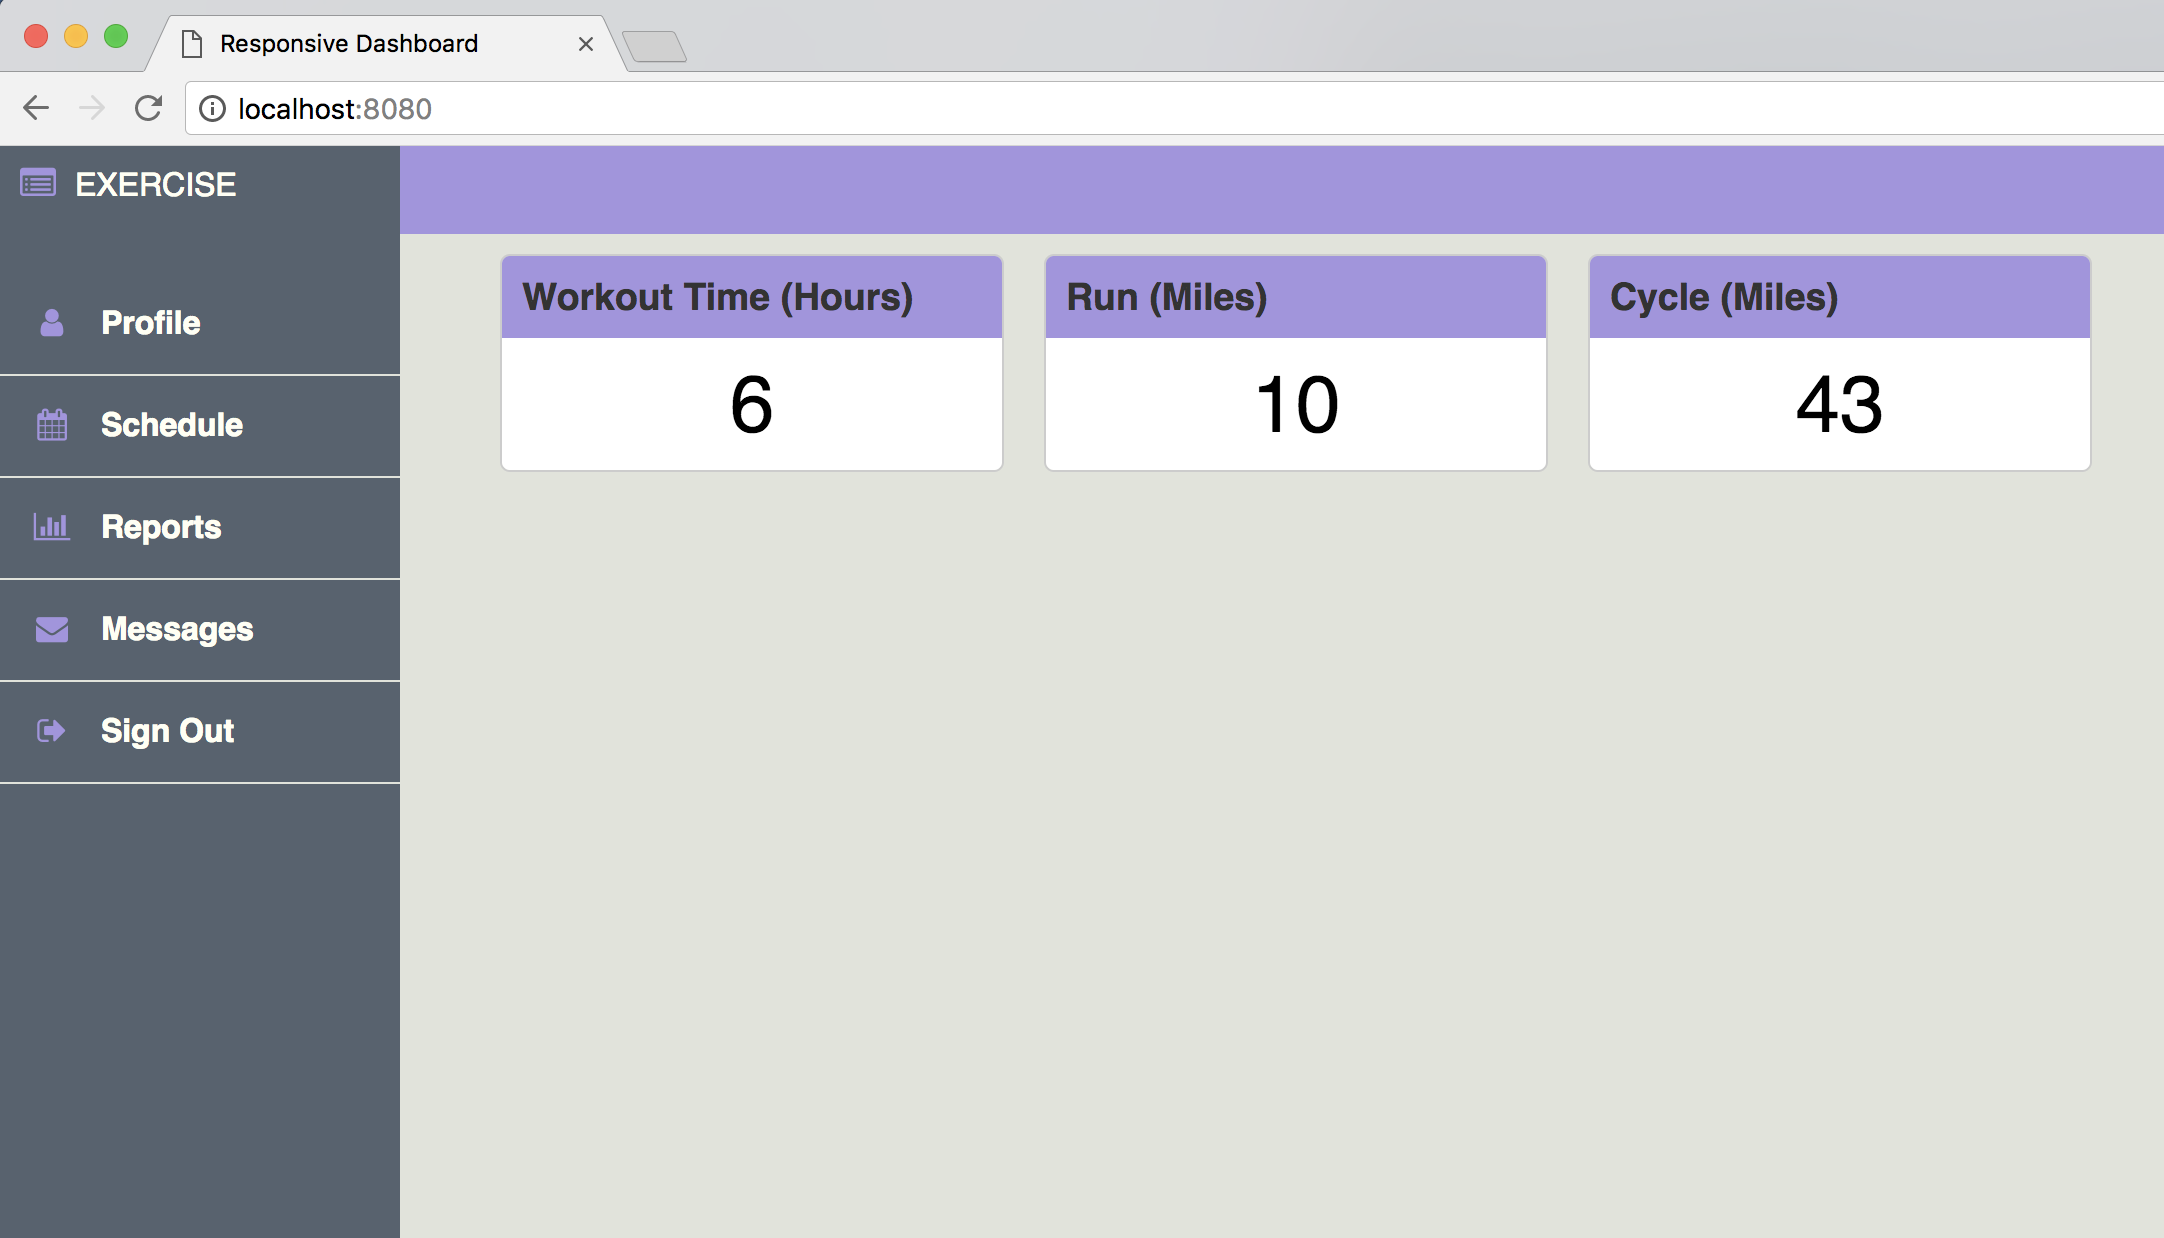 Responsive Dashboard
localhost:8080
EXERCISE
Profile
Schedule
Reports
Messages
Sign Out
Workout Time (Hours)
6
Run (Miles)
10
Cycle (Miles)
43